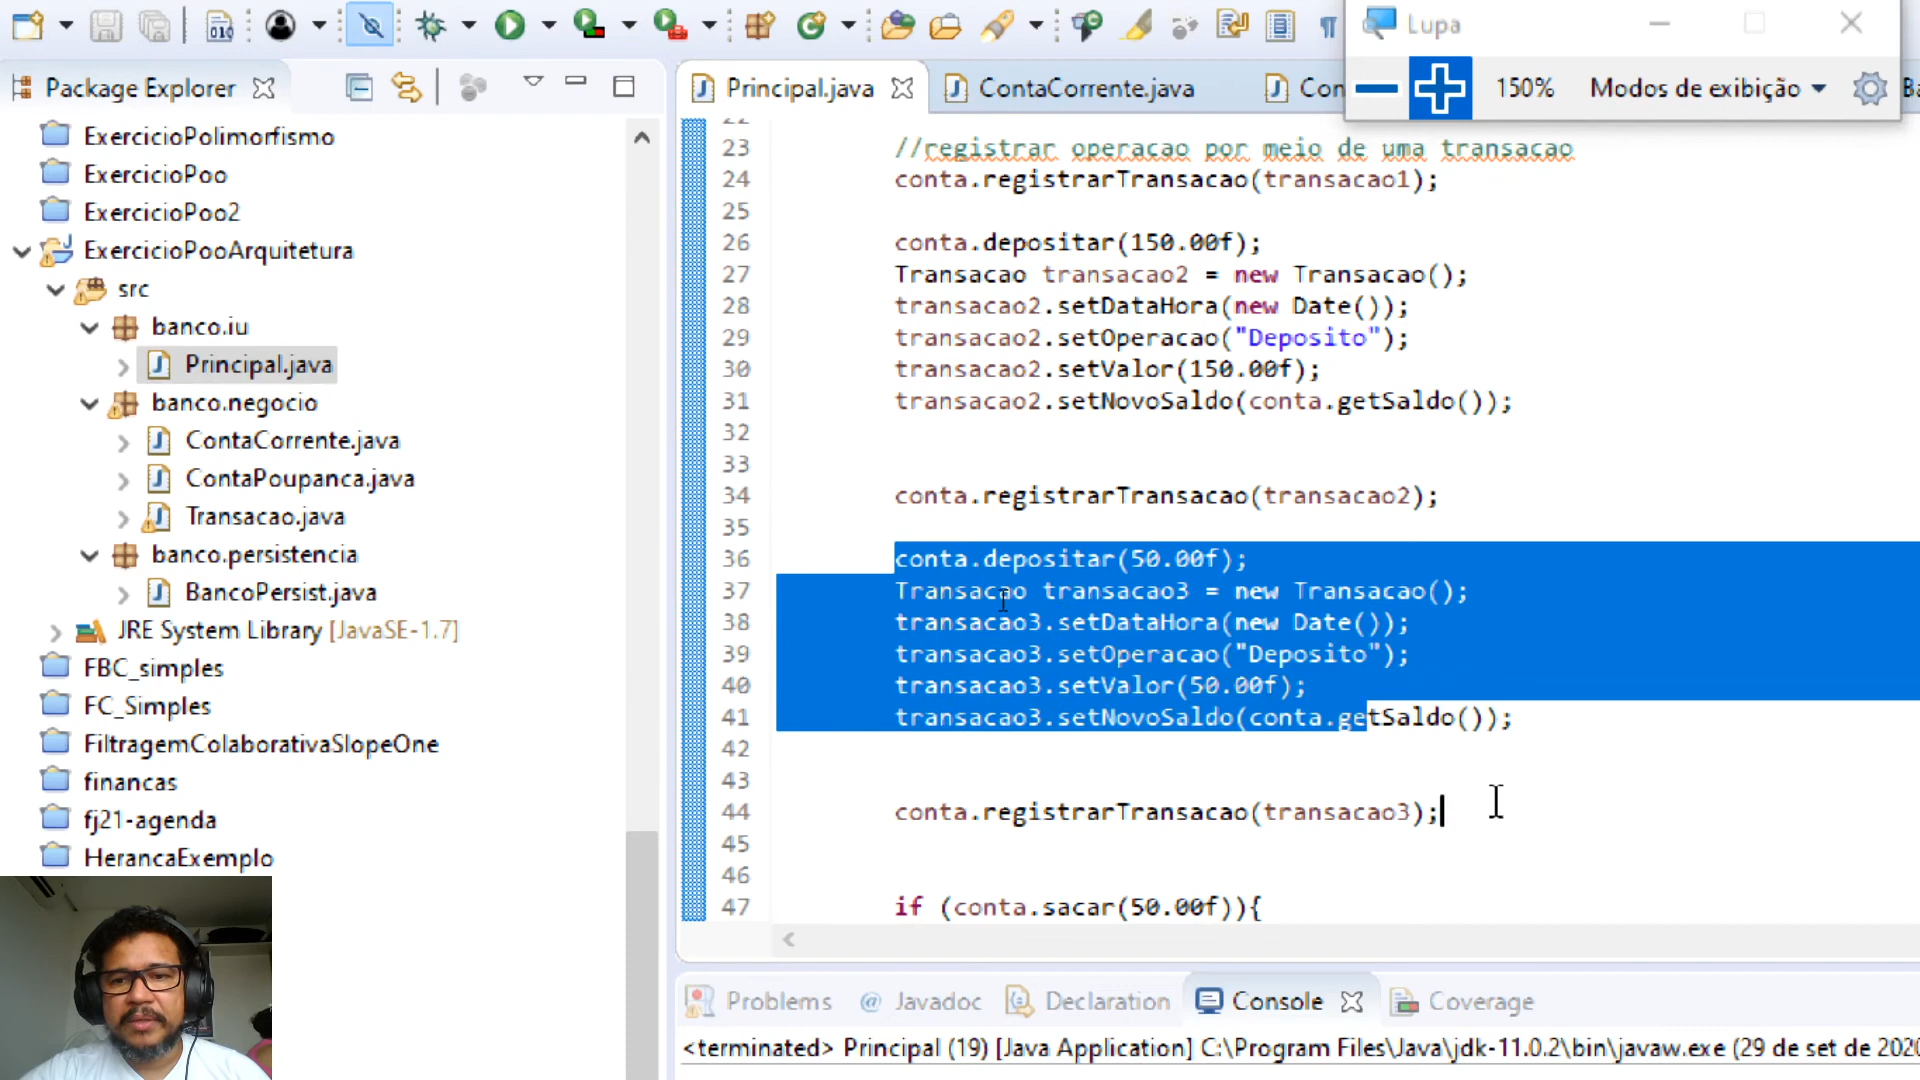 Lupa
150%
Modos de exibição
Package Explorer
Principal.java
ContaCorrente.java
Con
Ba
ExercicioPolimorfismo
ExercicioPoo
ExercicioPoo2
ExercicioPooArquitetura
src
banco.iu
Principal.java
banco.negocio
ContaCorrente.java
ContaPoupanca.java
Transacao.java
banco.persistencia
BancoPersist.java
JRE System Library [JavaSE-1.7]
FBC_simples
FC_Simples
FiltragemColaborativaSlopeOne
financas
fj21-agenda
HerancaExemplo
22
23 //registrar operacao por meio de uma transacao
24 conta.registrarTransacao(transacao1);
25
26 conta.depositar(150.00f);
27 Transacao transacao2 = new Transacao();
28 transacao2.setDataHora(new Date());
29 transacao2.setOperacao("Deposito");
30 transacao2.setValor(150.00f);
31 transacao2.setNovoSaldo(conta.getSaldo());
32
33
34 conta.registrarTransacao(transacao2);
35
36 conta.depositar(50.00f);
37 Transacao transacao3 = new Transacao();
38 transacao3.setDataHora(new Date());
39 transacao3.setOperacao("Deposito");
40 transacao3.setValor(50.00f);
41 transacao3.setNovoSaldo(conta.getSaldo());
42
43
44 conta.registrarTransacao(transacao3);
45
46
47 if (conta.sacar(50.00f)){
Problems
Javadoc
Declaration
Console
Coverage
<terminated> Principal (19) [Java Application] C:\Program Files\Java\jdk-11.0.2\bin\javaw.exe (29 de set de 2020